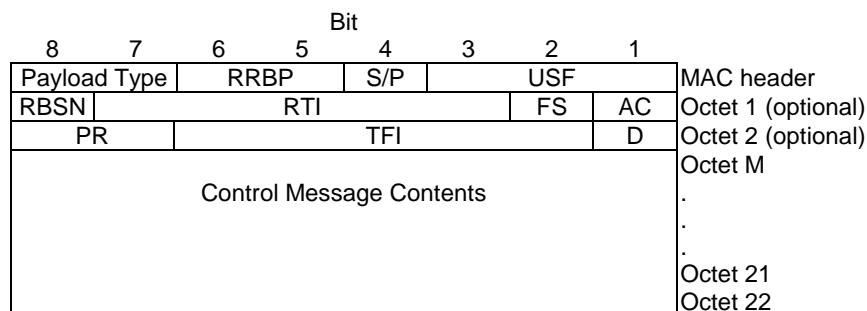 Bit
8 7 6 5 4 3 2 1
Payload Type RRBP S/P USF MAC header
RBSN RTI FS AC Octet 1 (optional)
PR TFI D Octet 2 (optional)
Octet M
Control Message Contents .
.
.
Octet 21
Octet 22